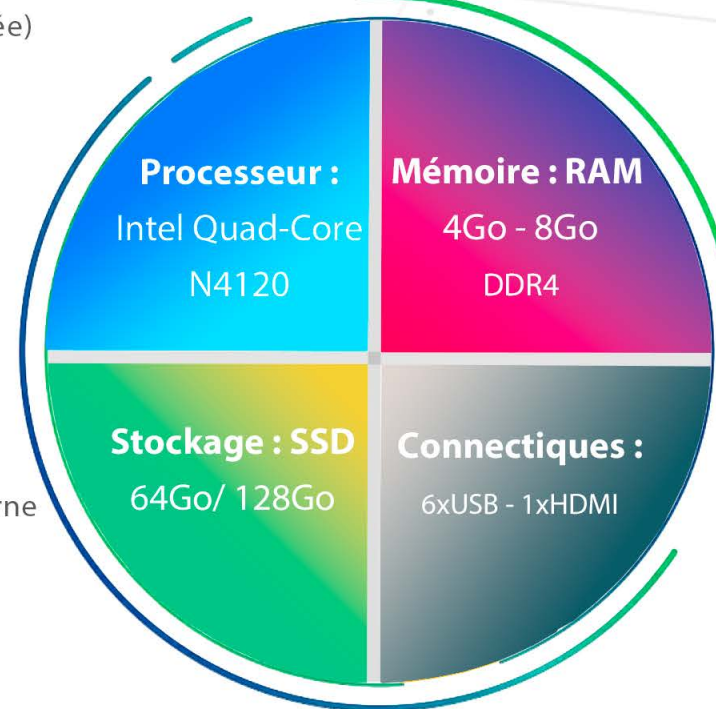 ée)
Processeur :
Intel Quad-Core
N4120
Mémoire : RAM
4Go - 8Go
DDR4
Stockage : SSD
64Go/ 128Go
Connectiques :
6xUSB - 1xHDMI
rne